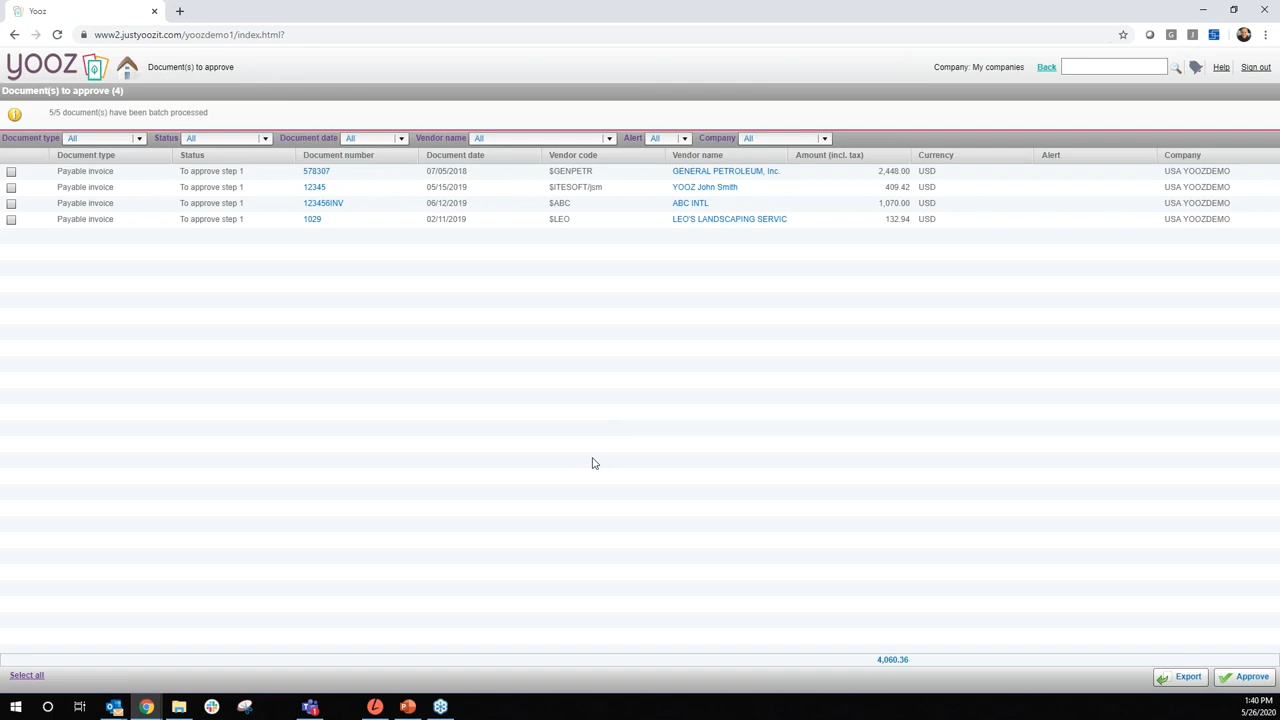 Yooz
www2.justyoozit.com/yoozdemo1/index.html?
yooz Document(s) to approve Company: My companies Back Help Sign out
Document(s) to approve (4)
5/5 document(s) have been batch processed
Document type All Status All Document date All Vendor name All Alert All Company All
Document type Status Document number Document date Vendor code Vendor name Amount (incl. tax) Currency Alert Company
Payable invoice To approve step 1 578307 07/05/2018 $GENPETR GENERAL PETROLEUM, Inc. 2,448.00 USD USA YOOZDEMO
Payable invoice To approve step 1 12345 05/15/2019 $ITESOFT/jsm YOOZ John Smith 409.42 USD USA YOOZDEMO
Payable invoice To approve step 1 123456INV 06/12/2019 $ABC ABC INTL 1,070.00 USD USA YOOZDEMO
Payable invoice To approve step 1 1029 02/11/2019 $LEO LEO'S LANDSCAPING SERVIC 132.94 USD USA YOOZDEMO
4,060.36
Select all Export Approve
1:40 PM
5/26/2020